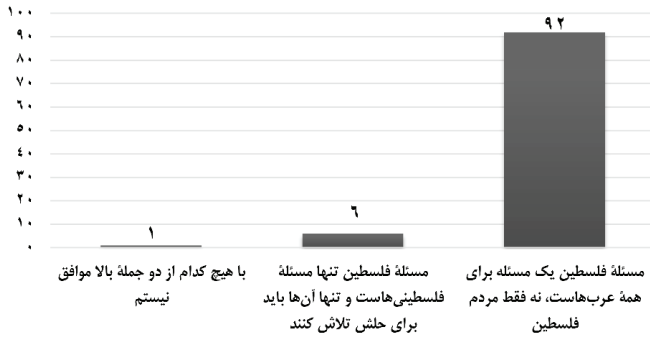 ۱۰۰
۹۰
۸۰
۷۰
۶۰
۵۰
۴۰
۳۰
۲۰
۱۰
۰
۹۲
۶
۱
مسئلهٔ فلسطین یک مسئله برای
همهٔ عرب‌هاست، نه فقط مردم
فلسطین
مسئلهٔ فلسطین تنها مسئلهٔ
فلسطینی‌هاست و تنها آن‌ها باید
برای حلش تلاش کنند
با هیچ کدام از دو جملهٔ بالا موافق
نیستم